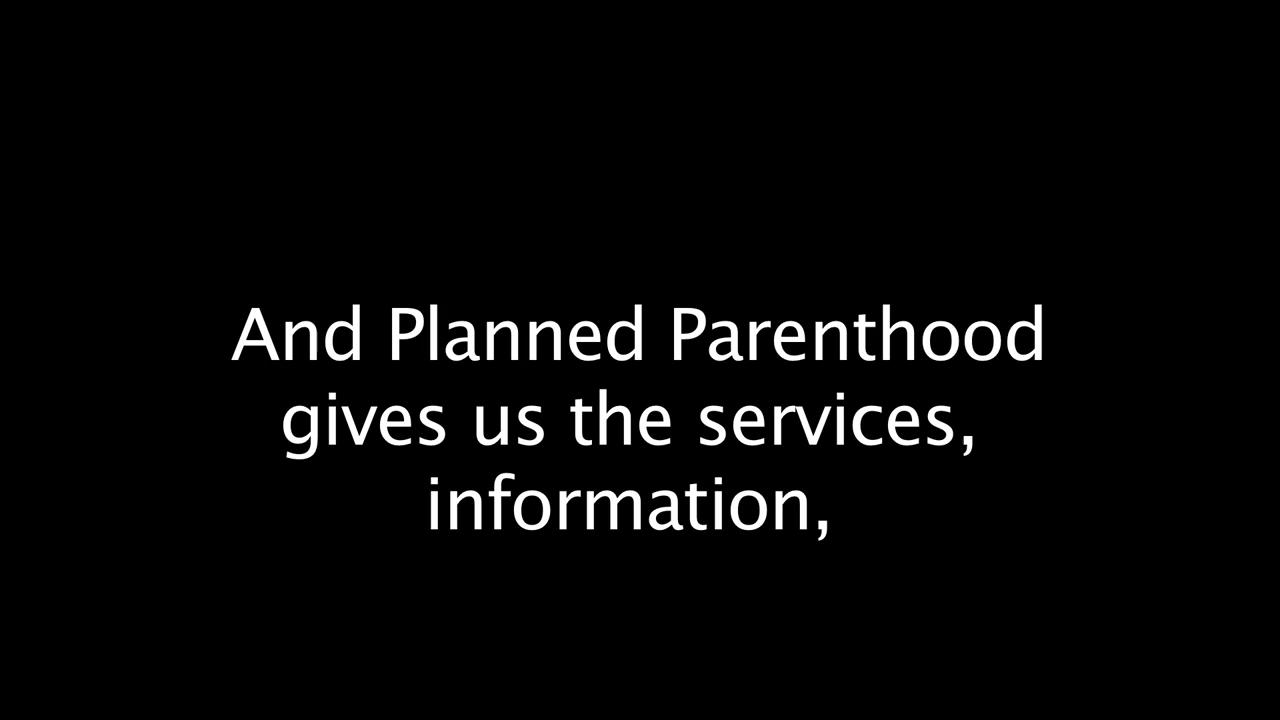 And Planned Parenthood
gives us the services,
information,